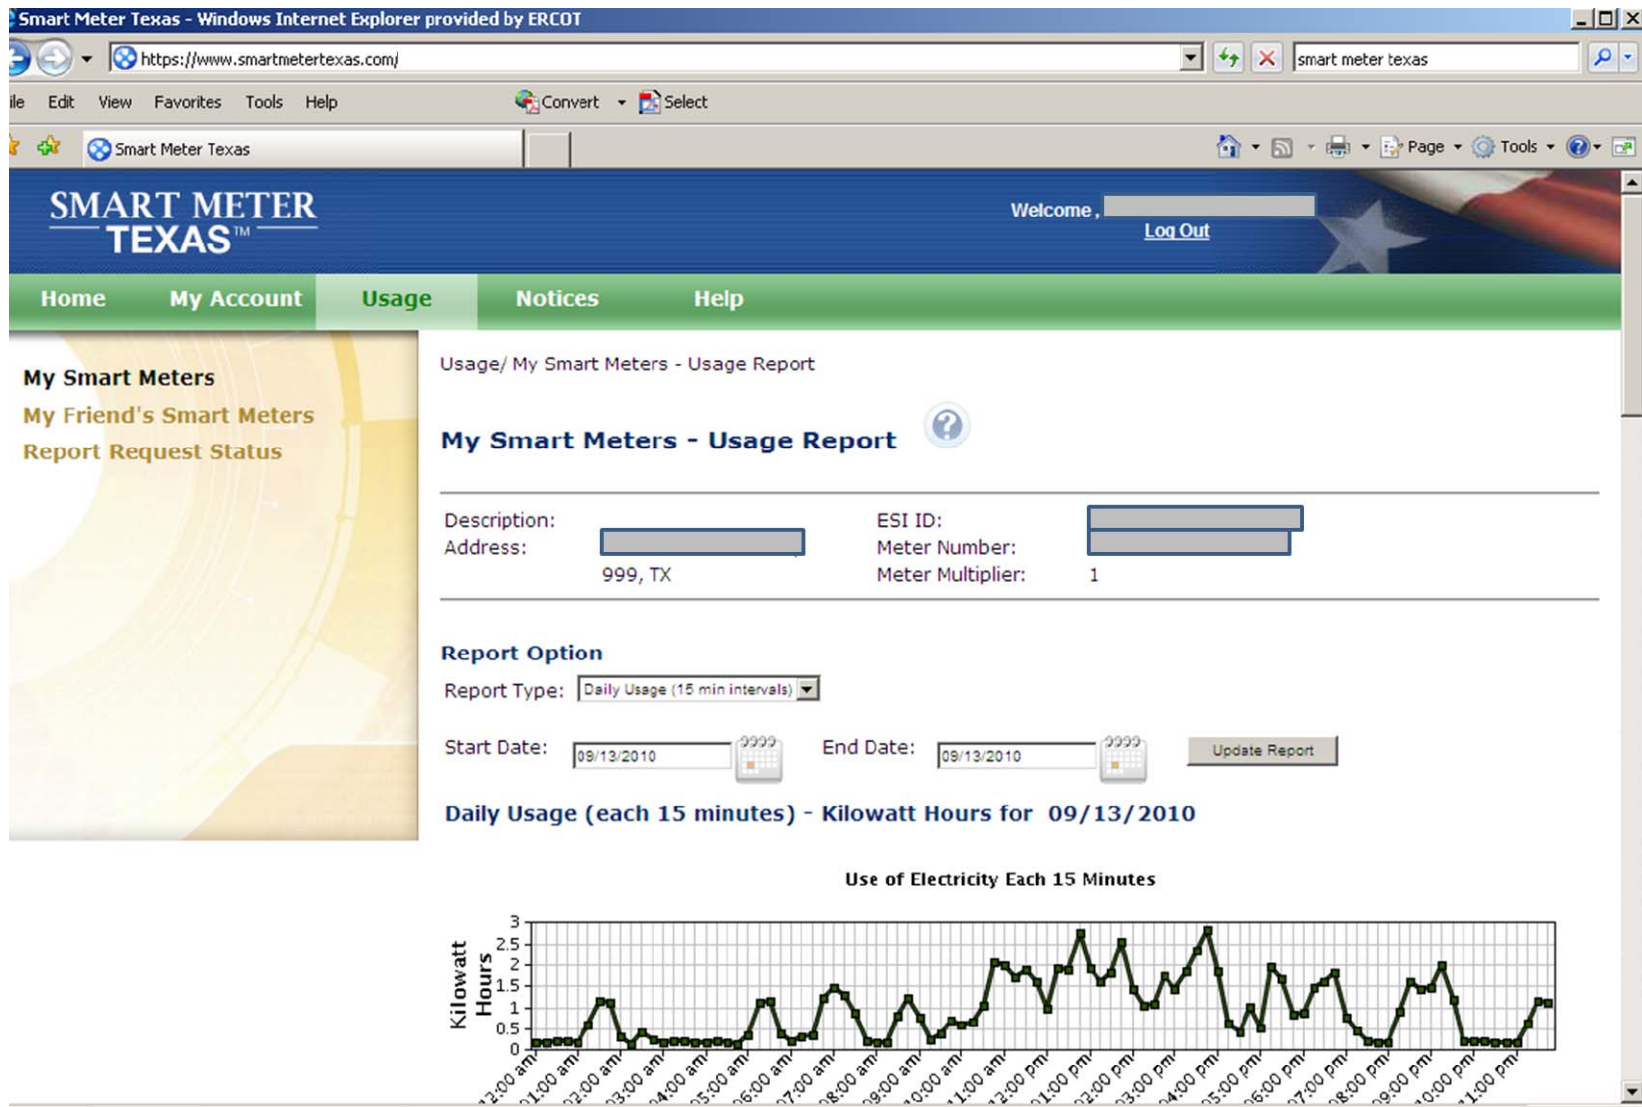 Smart Meter Texas - Windows Internet Explorer provided by ERCOT
https://www.smartmetertexas.com/
smart meter texas
ile Edit View Favorites Tools Help Convert Select
Smart Meter Texas Page Tools
SMART METER
TEXAS™
Welcome ,
Log Out
Home My Account Usage Notices Help
My Smart Meters
My Friend's Smart Meters
Report Request Status
Usage/ My Smart Meters - Usage Report
My Smart Meters - Usage Report ?
Description: ESI ID:
Address: Meter Number:
999, TX Meter Multiplier: 1
Report Option
Report Type: Daily Usage (15 min intervals)
Start Date: 09/13/2010 End Date: 09/13/2010 Update Report
Daily Usage (each 15 minutes) - Kilowatt Hours for 09/13/2010
Use of Electricity Each 15 Minutes
Kilowatt
Hours
3
2.5
2
1.5
1
0.5
0
12:00 am
01:00 am
02:00 am
03:00 am
04:00 am
05:00 am
06:00 am
07:00 am
08:00 am
09:00 am
10:00 am
11:00 am
12:00 pm
01:00 pm
02:00 pm
03:00 pm
04:00 pm
05:00 pm
06:00 pm
07:00 pm
08:00 pm
09:00 pm
10:00 pm
11:00 pm